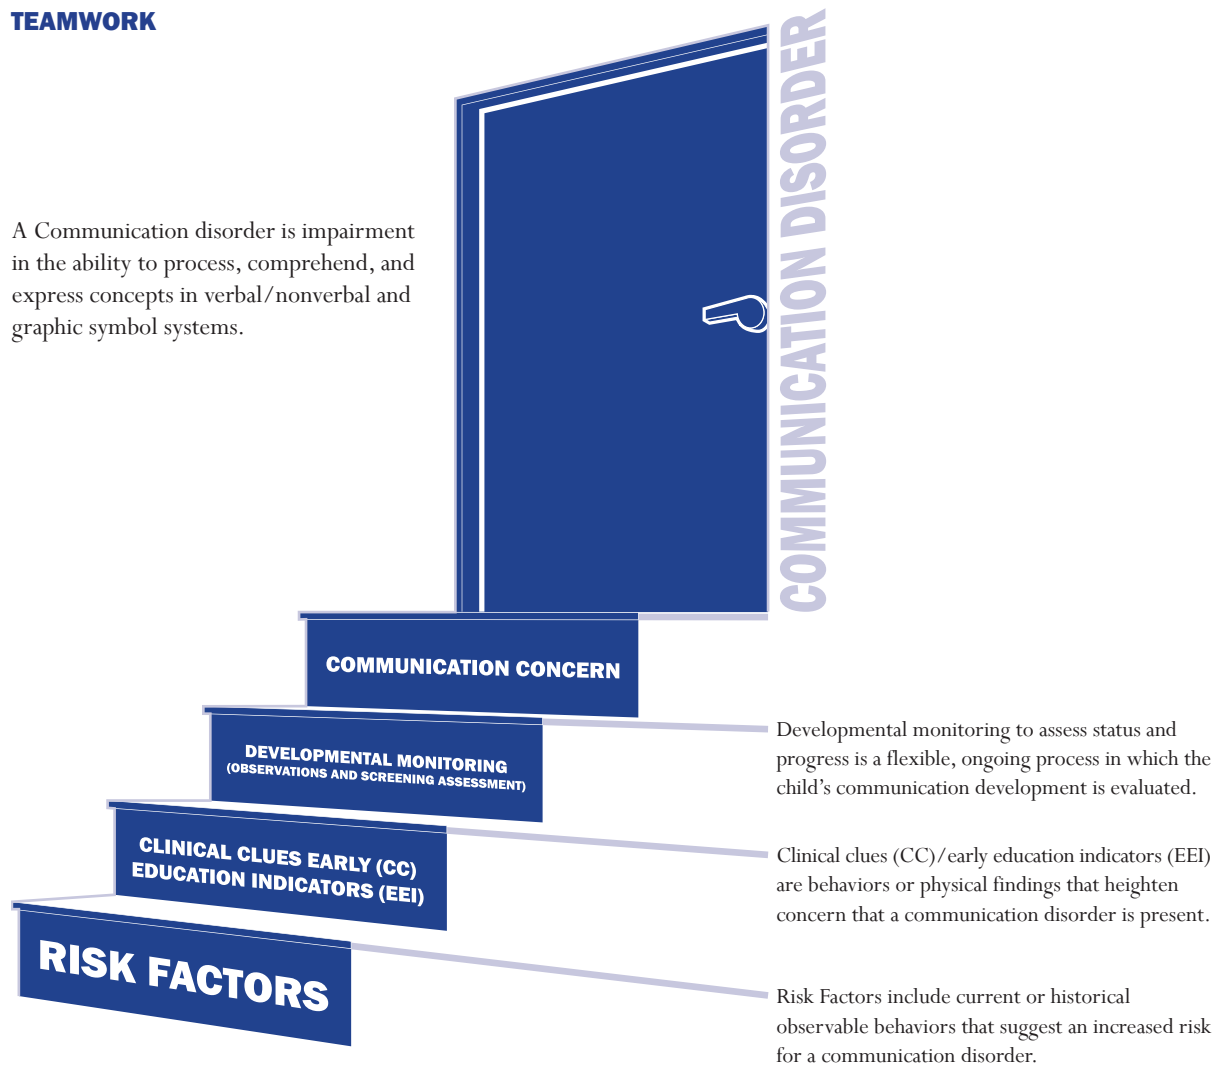 TEAMWORK
A Communication disorder is impairment
in the ability to process, comprehend, and
express concepts in verbal/nonverbal and
graphic symbol systems.
COMMUNICATION DISORDER
COMMUNICATION CONCERN
DEVELOPMENTAL MONITORING
(OBSERVATIONS AND SCREENING ASSESSMENT)
Developmental monitoring to assess status and
progress is a flexible, ongoing process in which the
child’s communication development is evaluated.
CLINICAL CLUES EARLY (CC)
EDUCATION INDICATORS (EEI)
Clinical clues (CC)/early education indicators (EEI)
are behaviors or physical findings that heighten
concern that a communication disorder is present.
RISK FACTORS
Risk Factors include current or historical
observable behaviors that suggest an increased risk
for a communication disorder.